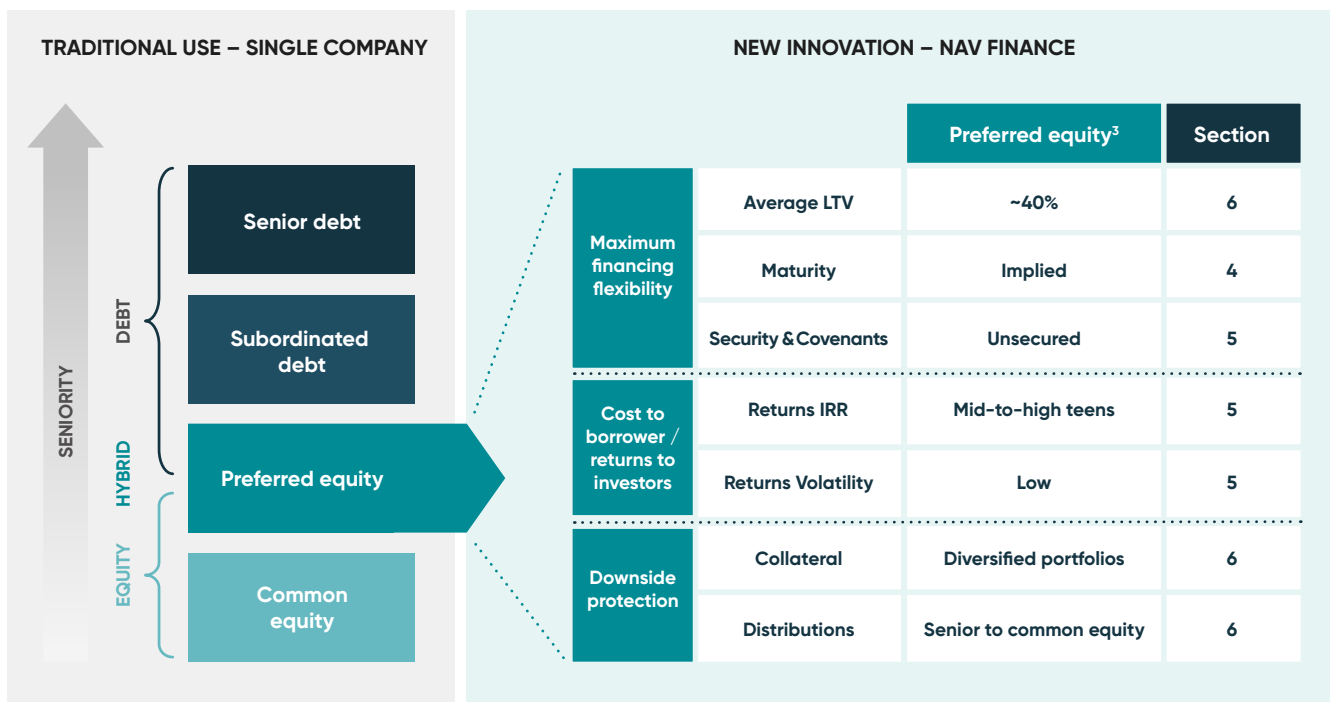 TRADITIONAL USE – SINGLE COMPANY
SENIORITY
DEBT
HYBRID
EQUITY
Senior debt
Subordinated
debt
Preferred equity
Common
equity
NEW INNOVATION – NAV FINANCE
Preferred equity³
Section
Maximum
financing
flexibility
Average LTV
~40%
6
Maturity
Implied
4
Security & Covenants
Unsecured
5
Cost to
borrower /
returns to
investors
Returns IRR
Mid-to-high teens
5
Returns Volatility
Low
5
Downside
protection
Collateral
Diversified portfolios
6
Distributions
Senior to common equity
6